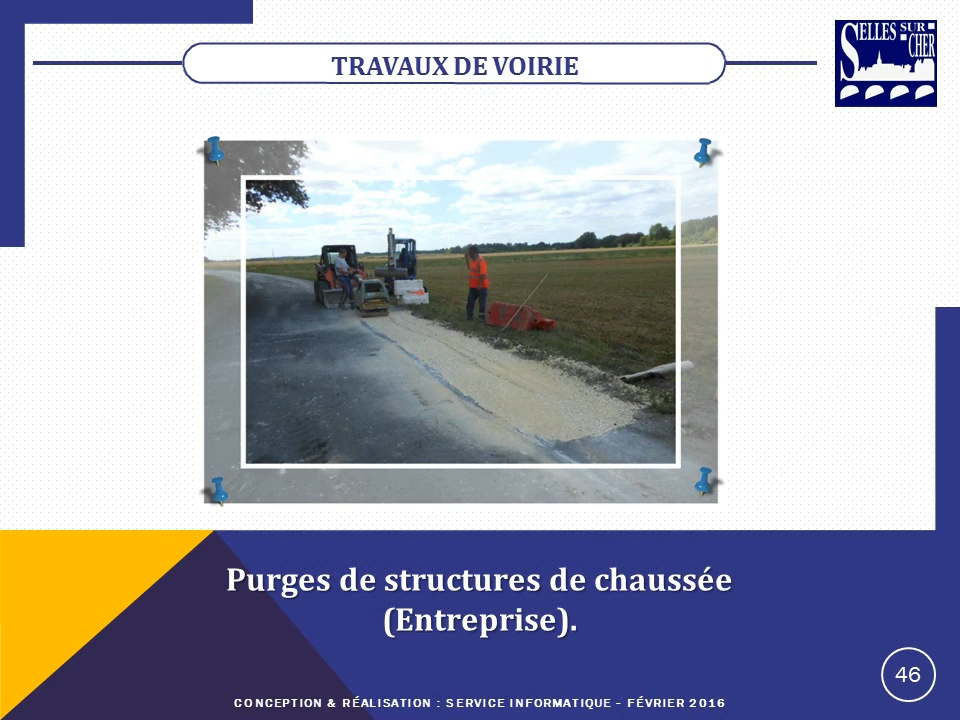 TRAVAUX DE VOIRIE
SELLES SUR
CHER
Purges de structures de chaussée
(Entreprise).
46
CONCEPTION & RÉALISATION : SERVICE INFORMATIQUE - FÉVRIER 2016